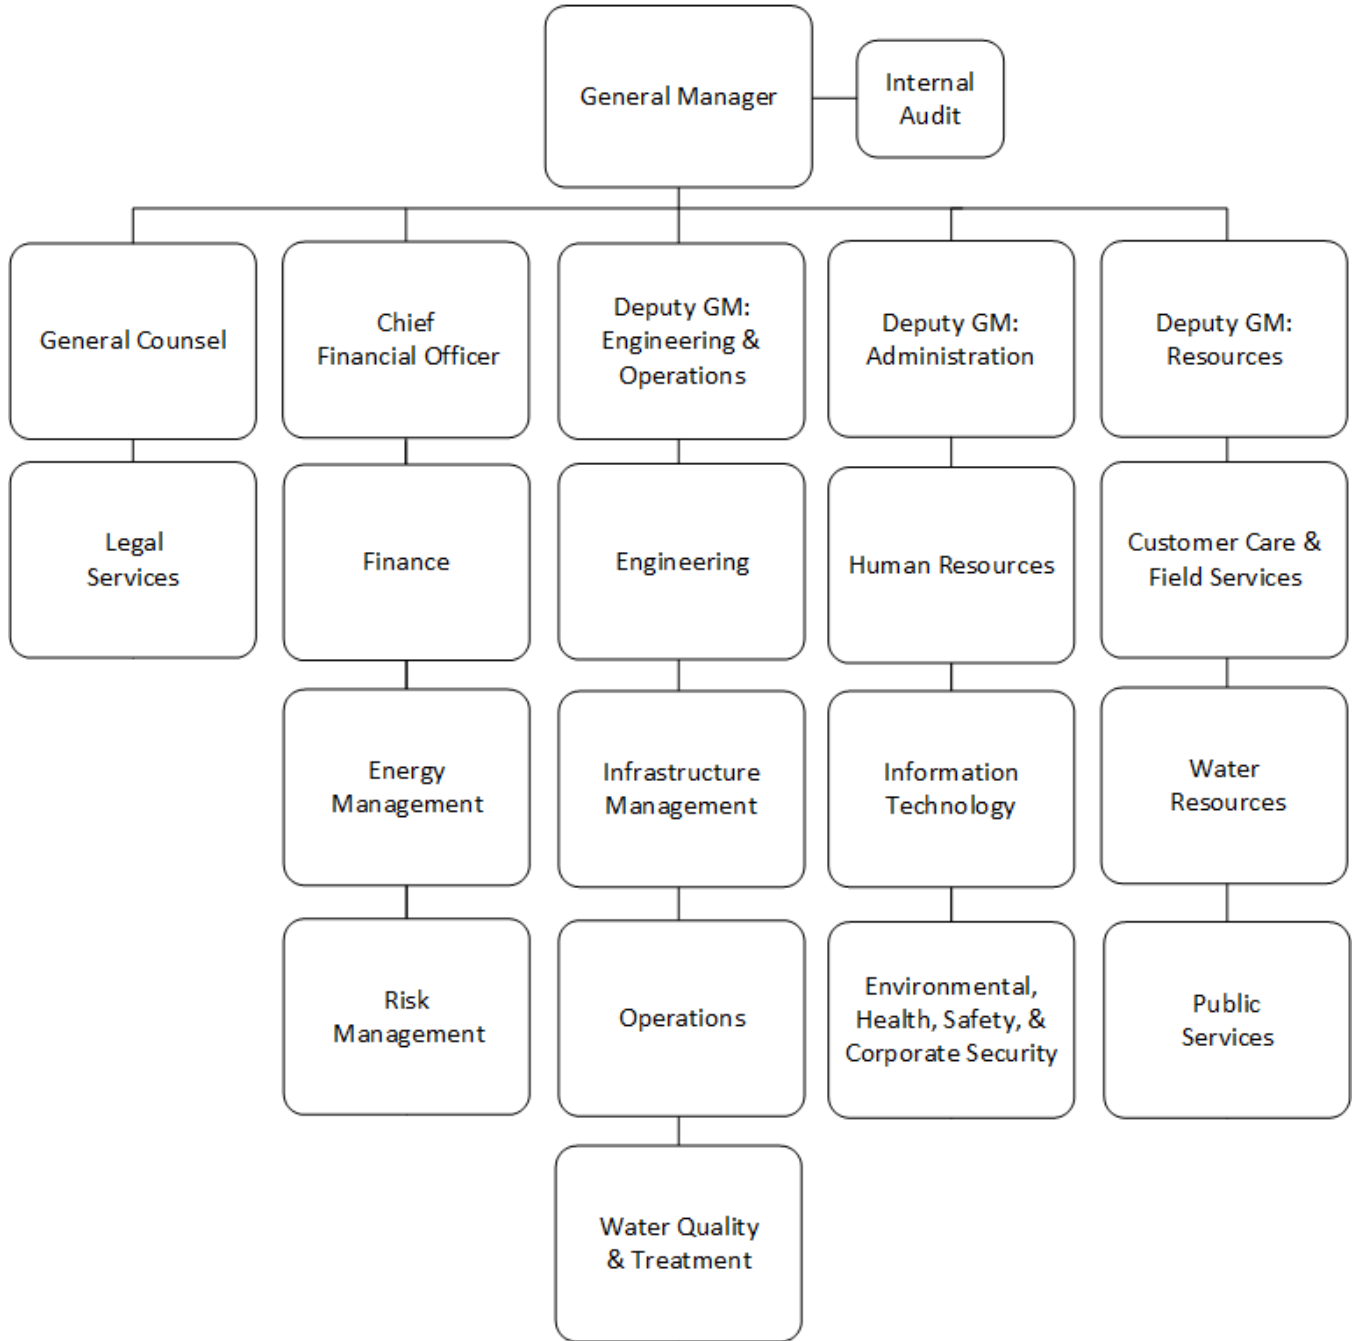 General Manager
Internal
Audit
General Counsel
Chief
Financial Officer
Deputy GM:
Engineering &
Operations
Deputy GM:
Administration
Deputy GM:
Resources
Legal
Services
Finance
Engineering
Human Resources
Customer Care &
Field Services
Energy
Management
Infrastructure
Management
Information
Technology
Water
Resources
Risk
Management
Operations
Environmental,
Health, Safety, &
Corporate Security
Public
Services
Water Quality
& Treatment